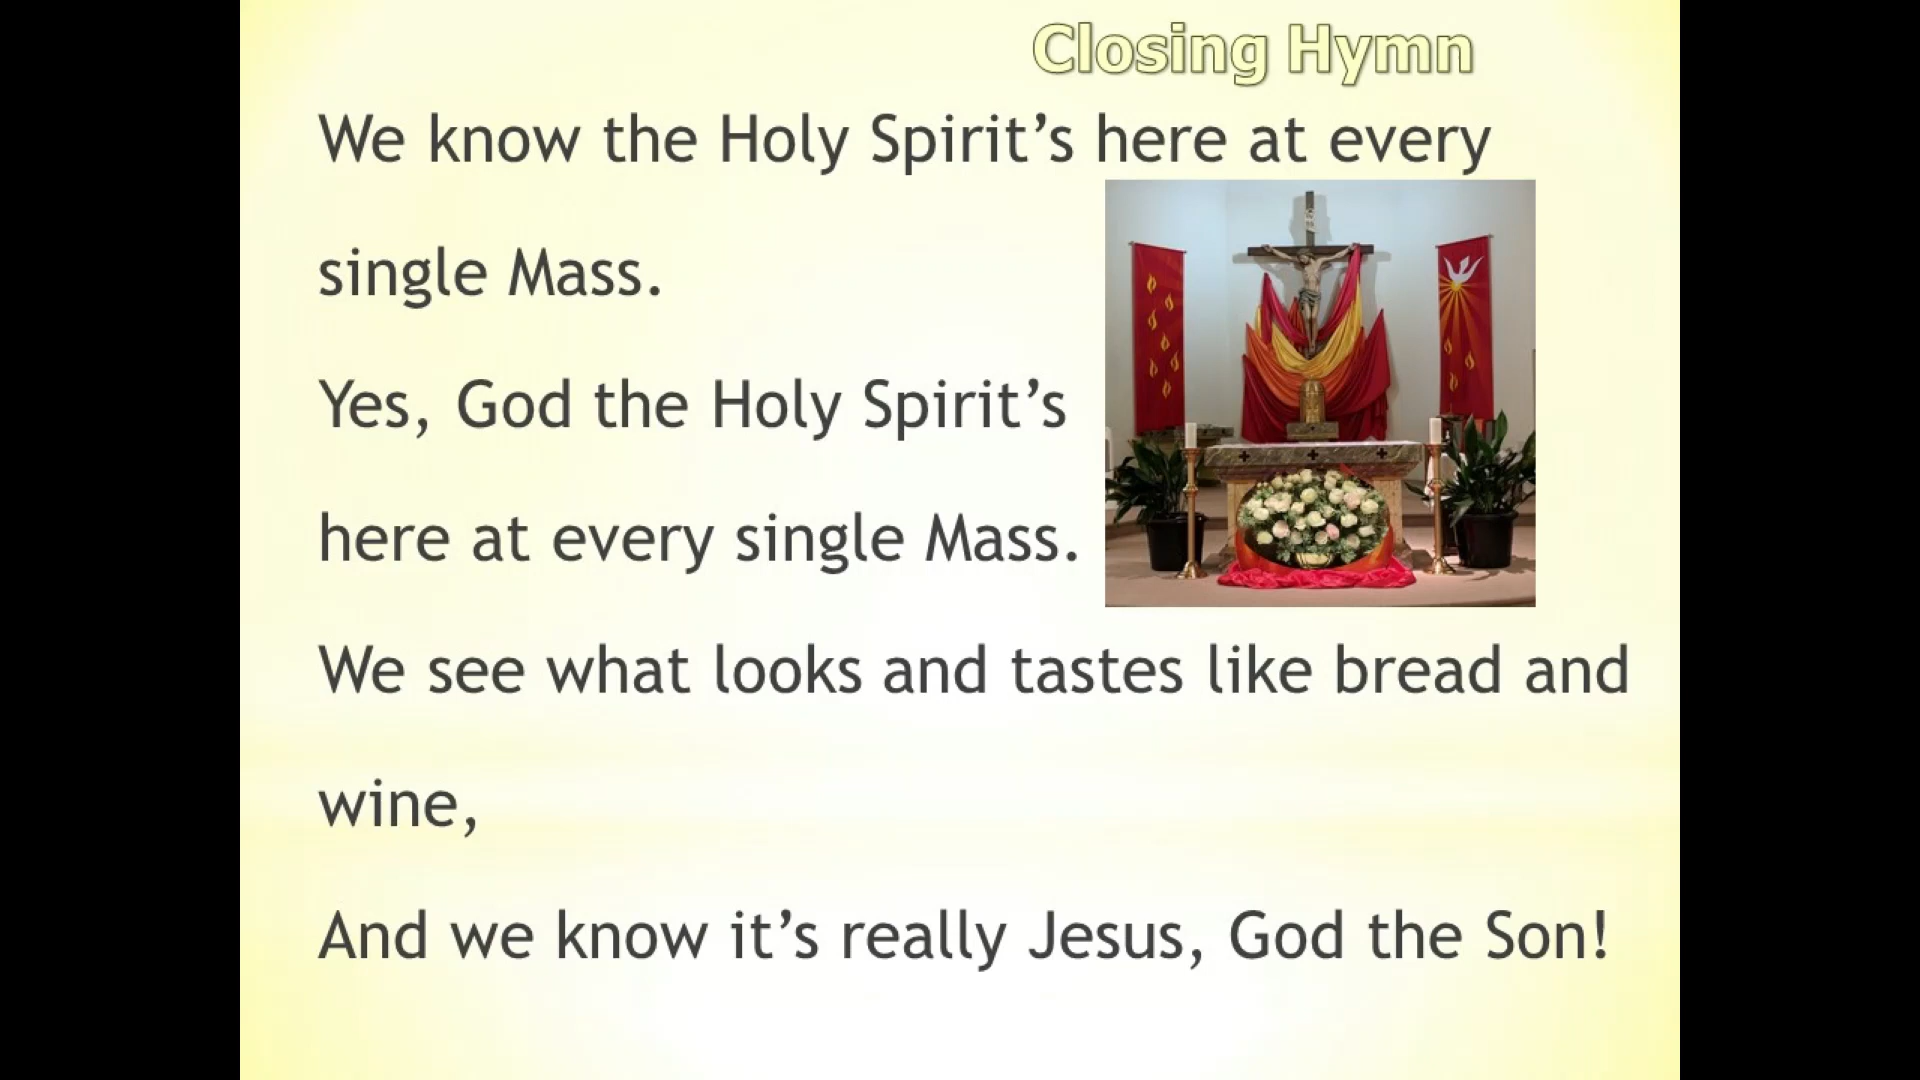 Closing Hymn
We know the Holy Spirit’s here at every
single Mass.
Yes, God the Holy Spirit’s
here at every single Mass.
We see what looks and tastes like bread and
wine,
And we know it’s really Jesus, God the Son!